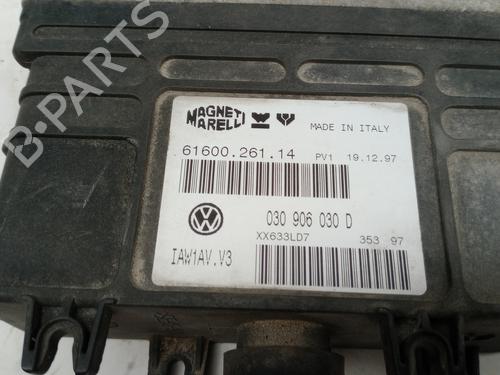 B-PARTS
MAGNETI MARELLI
MADE IN ITALY
61600.261.14 PV1 19.12.97
030 906 030 D
XX633LD7 353 97
IAW1AV.V3